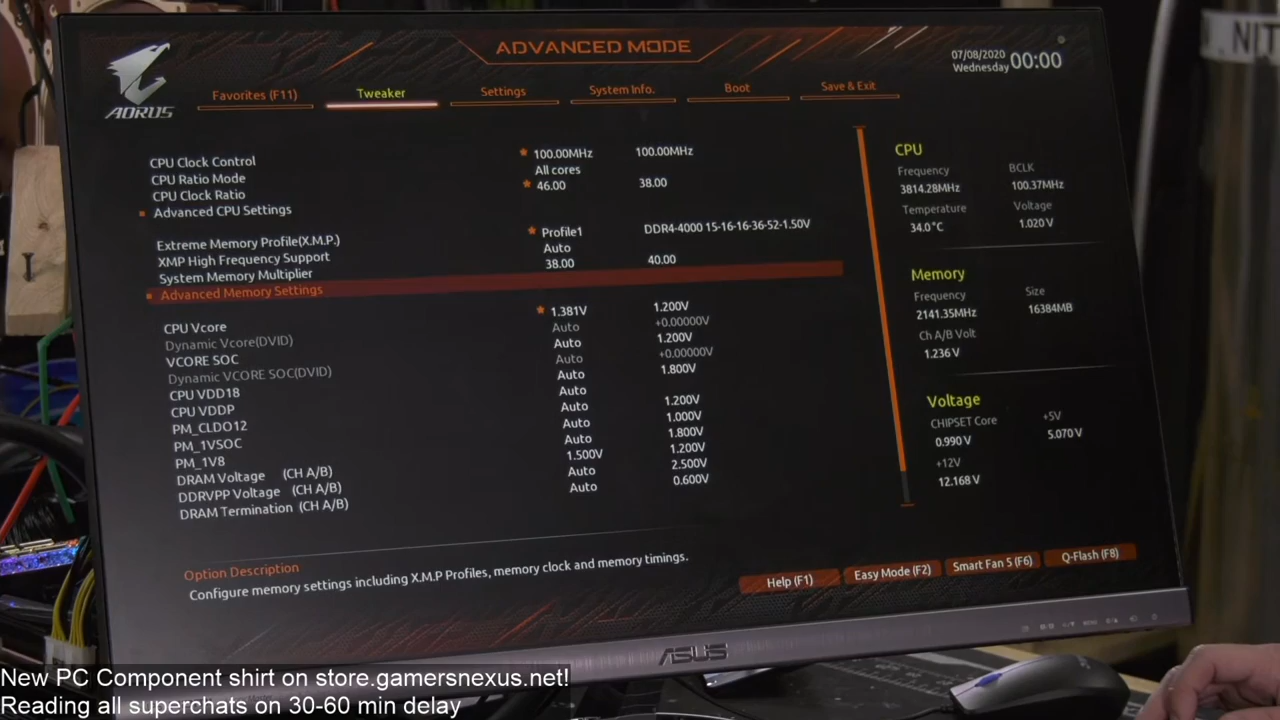 ADVANCED MODE
07/08/2020
Wednesday 00:00
NIT
AORUS
Favorites (F11) Tweaker Settings System Info. Boot Save & Exit
CPU Clock Control 100.00MHz 100.00MHz
CPU Ratio Mode All cores
CPU Clock Ratio 46.00 38.00
Advanced CPU Settings
Extreme Memory Profile(X.M.P.) Profile1 DDR4-4000 15-16-16-36-52-1.50V
XMP High Frequency Support Auto
System Memory Multiplier 38.00 40.00
Advanced Memory Settings
CPU Vcore 1.381V 1.200V
Dynamic Vcore(DVID) Auto +0.00000V
VCORE SOC Auto 1.200V
Dynamic VCORE SOC(DVID) Auto +0.00000V
CPU VDD18 Auto 1.800V
CPU VDDP Auto
PM_CLDO12 Auto 1.200V
PM_1VSOC Auto 1.000V
PM_1V8 Auto 1.800V
DRAM Voltage (CH A/B) 1.500V 1.200V
DDRVPP Voltage (CH A/B) Auto 2.500V
DRAM Termination (CH A/B) Auto 0.600V
CPU
Frequency BCLK
3814.28MHz 100.37MHz
Temperature Voltage
34.0°C 1.020 V
Memory
Frequency Size
2141.35MHz 16384MB
Ch A/B Volt
1.236 V
Voltage
CHIPSET Core +5V
0.990 V 5.070 V
+12V
12.168 V
Option Description
Configure memory settings including X.M.P Profiles, memory clock and memory timings.
Help (F1) Easy Mode (F2) Smart Fan 5 (F6) Q-Flash (F8)
ASUS
New PC Component shirt on store.gamersnexus.net!
Reading all superchats on 30-60 min delay